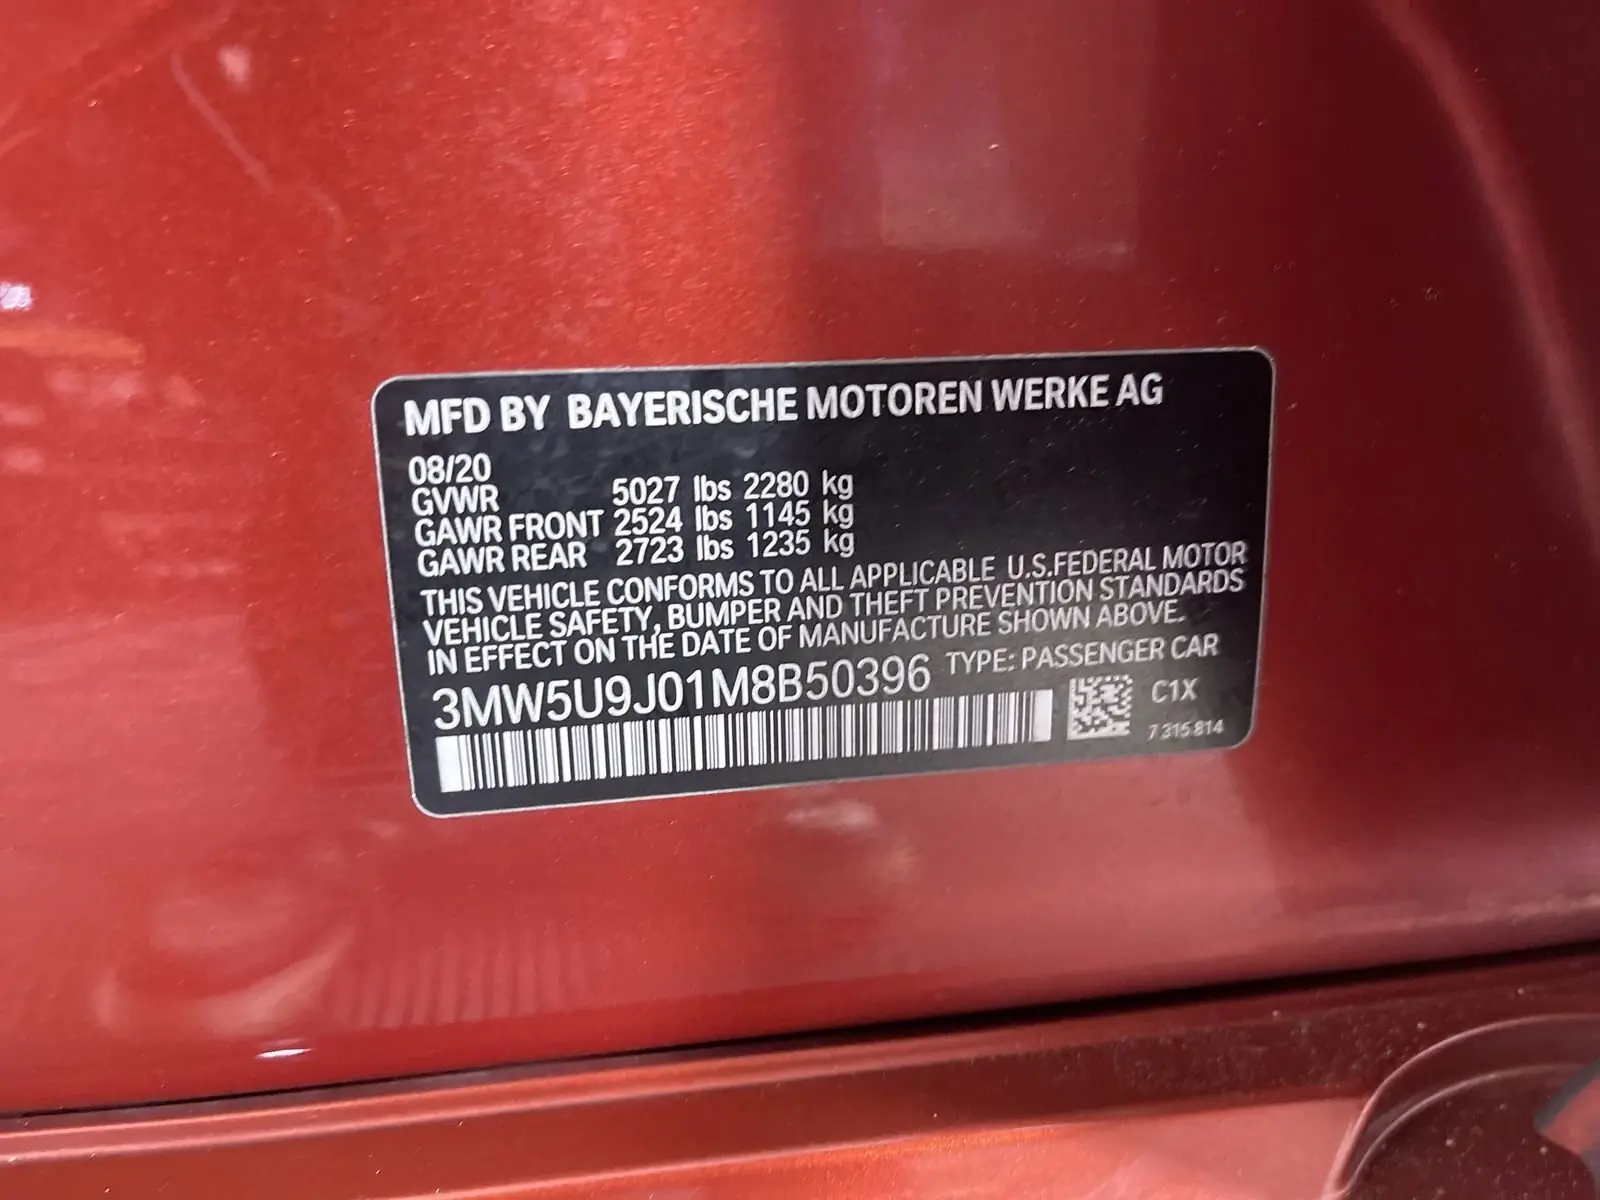 MFD BY BAYERISCHE MOTOREN WERKE AG
08/20
GVWR 5027 lbs 2280 kg
GAWR FRONT 2524 lbs 1145 kg
GAWR REAR 2723 lbs 1235 kg
THIS VEHICLE CONFORMS TO ALL APPLICABLE U.S.FEDERAL MOTOR
VEHICLE SAFETY, BUMPER AND THEFT PREVENTION STANDARDS
IN EFFECT ON THE DATE OF MANUFACTURE SHOWN ABOVE.
3MW5U9J01M8B50396 TYPE: PASSENGER CAR
C1X
7 315 814